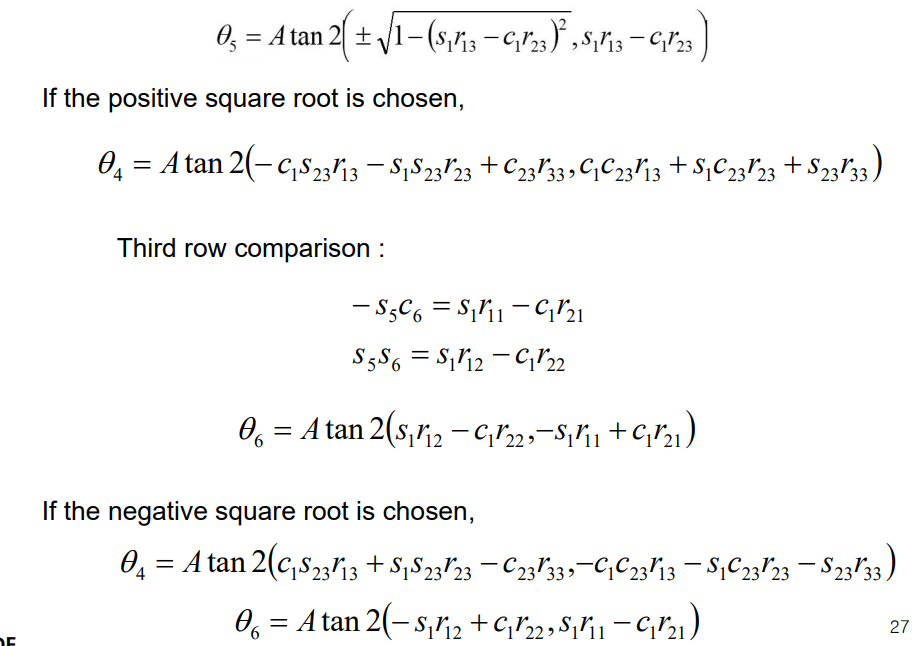 θ₅ = A tan 2(±√(1−(s₁r₁₃ − c₁r₂₃)²), s₁r₁₃ − c₁r₂₃)
If the positive square root is chosen,
θ₄ = A tan 2(−c₁s₂₃r₁₃ − s₁s₂₃r₂₃ + c₂₃r₃₃, c₁c₂₃r₁₃ + s₁c₂₃r₂₃ + s₂₃r₃₃)
Third row comparison :
− s₅c₆ = s₁r₁₁ − c₁r₂₁
s₅s₆ = s₁r₁₂ − c₁r₂₂
θ₆ = A tan 2(s₁r₁₂ − c₁r₂₂,−s₁r₁₁ + c₁r₂₁)
If the negative square root is chosen,
θ₄ = A tan 2(c₁s₂₃r₁₃ + s₁s₂₃r₂₃ − c₂₃r₃₃,−c₁c₂₃r₁₃ − s₁c₂₃r₂₃ − s₂₃r₃₃)
θ₆ = A tan 2(− s₁r₁₂ + c₁r₂₂, s₁r₁₁ − c₁r₂₁)
27